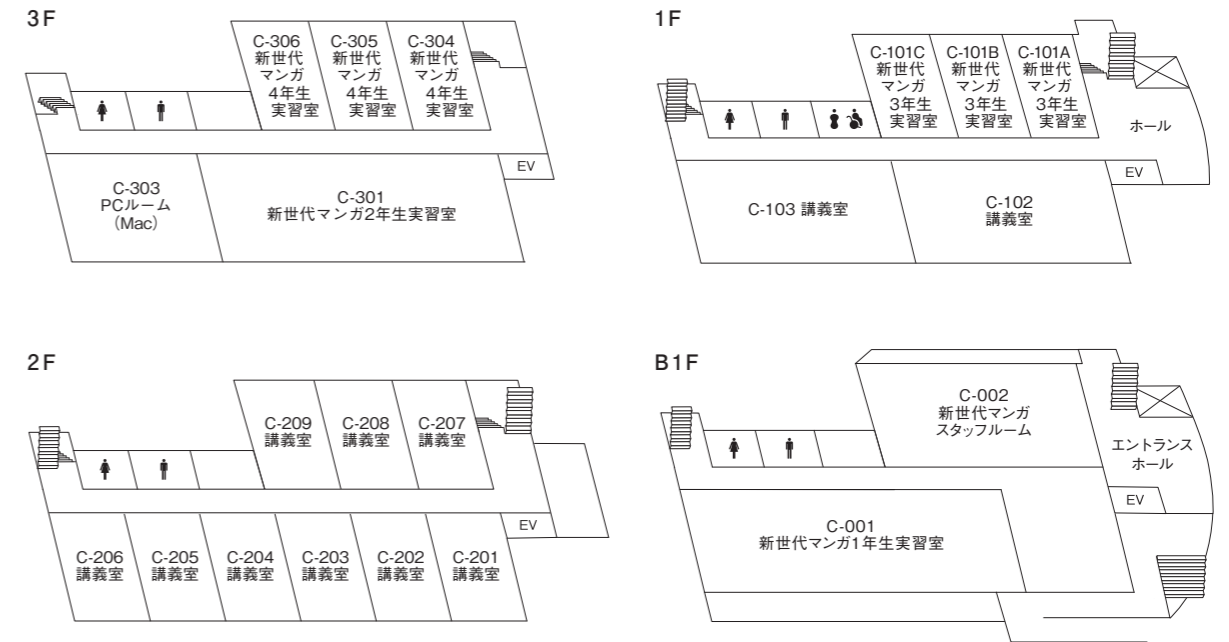 3F
C-306
新世代
マンガ
4年生
実習室
C-305
新世代
マンガ
4年生
実習室
C-304
新世代
マンガ
4年生
実習室
EV
C-303
PCルーム
（Mac）
C-301
新世代マンガ2年生実習室
1F
C-101C
新世代
マンガ
3年生
実習室
C-101B
新世代
マンガ
3年生
実習室
C-101A
新世代
マンガ
3年生
実習室
ホール
EV
C-103 講義室
C-102
講義室
2F
C-209
講義室
C-208
講義室
C-207
講義室
EV
C-206
講義室
C-205
講義室
C-204
講義室
C-203
講義室
C-202
講義室
C-201
講義室
B1F
C-002
新世代マンガ
スタッフルーム
エントランス
ホール
EV
C-001
新世代マンガ1年生実習室